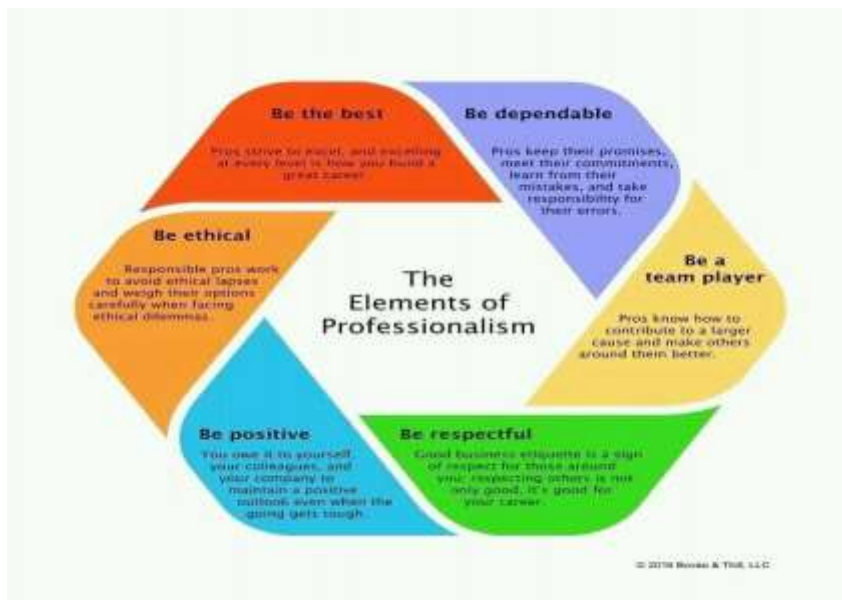 Be the best
Pros strive to excel, and excelling
at every level is how you build a
great career.
Be dependable
Pros keep their promises,
meet their commitments,
learn from their
mistakes, and take
responsibility for
their errors.
Be a
team player
Pros know how to
contribute to a larger
cause and make others
around them better.
Be respectful
Good business etiquette is a sign
of respect for those around
you; respecting others is not
only good, it's good for
your career.
Be positive
You owe it to yourself,
your colleagues, and
your company to
maintain a positive
outlook even when the
going gets tough.
Be ethical
Responsible pros work
to avoid ethical lapses
and weigh their options
carefully when facing
ethical dilemmas.
The
Elements of
Professionalism
© 2016 Bovée & Thill, LLC